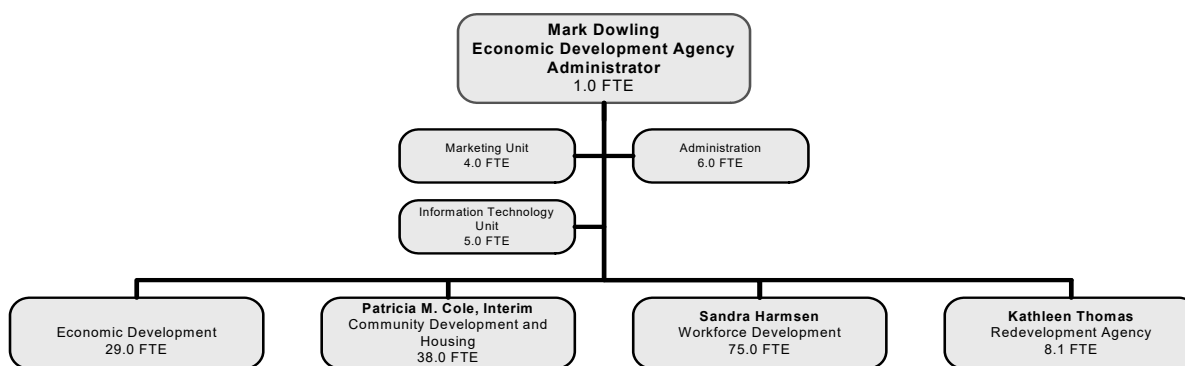 Mark Dowling
Economic Development Agency
Administrator
1.0 FTE
Marketing Unit
4.0 FTE
Administration
6.0 FTE
Information Technology
Unit
5.0 FTE
Economic Development
29.0 FTE
Patricia M. Cole, Interim
Community Development and
Housing
38.0 FTE
Sandra Harmsen
Workforce Development
75.0 FTE
Kathleen Thomas
Redevelopment Agency
8.1 FTE